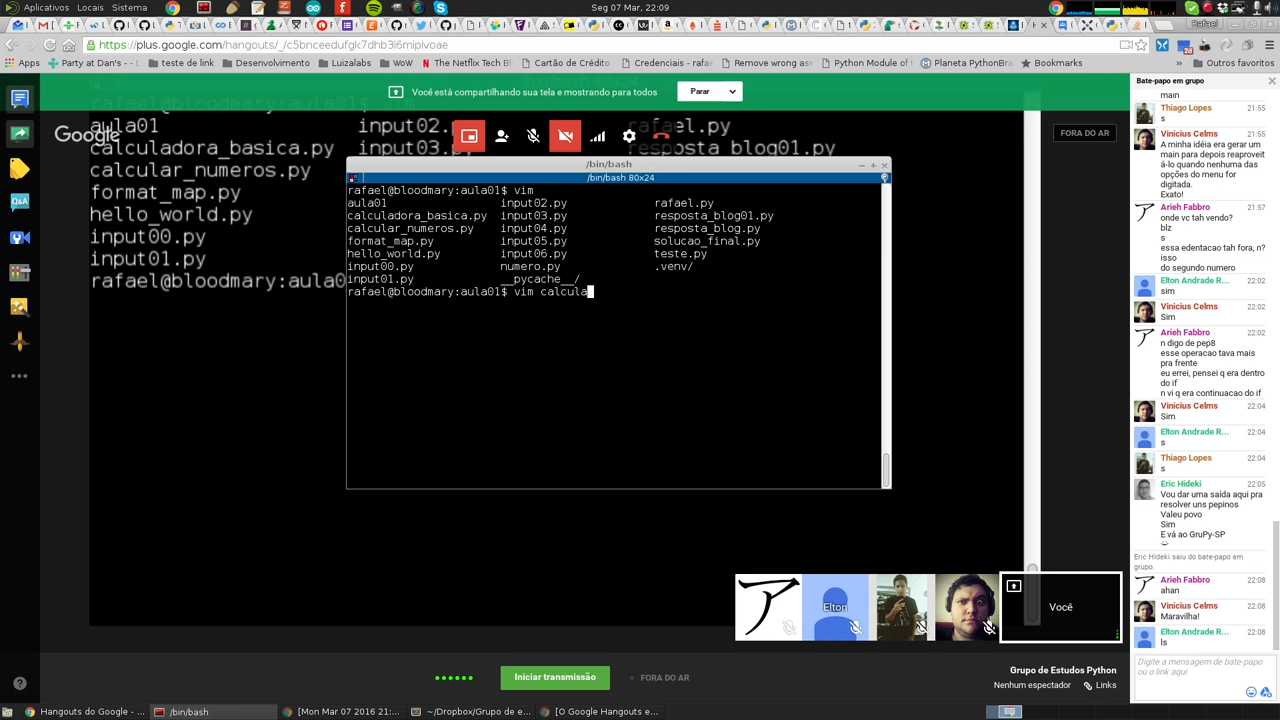 Aplicativos Locais Sistema
Seg 07 Mar, 22:09
Rafael
https://plus.google.com/hangouts/_/c5bnceedufgk7dhb3i6mipivoae
Apps Party at Dan's -... teste de link Desenvolvimento Luizalabs WoW The Netflix Tech Bl Cartão de Crédito Credenciais - rafae Remove wrong ass Python Module of Planeta PythonBra Bookmarks » Outros favoritos
Você está compartilhando sua tela e mostrando para todos
Parar
Google
FORA DO AR
aula01 input02.p rafael.py
calculadora_basica.py input03.p resposta_blog01.py
calcular_numeros.py
format_map.py
hello_world.py
input00.py
input01.py
rafael@bloodmary:aula0
/bin/bash
/bin/bash 80x24
rafael@bloodmary:aula01$ vim
aula01 input02.py rafael.py
calculadora_basica.py input03.py resposta_blog01.py
calcular_numeros.py input04.py resposta_blog.py
format_map.py input05.py solucao_final.py
hello_world.py input06.py teste.py
input00.py numero.py .venv/
input01.py __pycache__/
rafael@bloodmary:aula01$ vim calcula
Elton
Você
Iniciar transmissão
FORA DO AR
Grupo de Estudos Python
Nenhum espectador Links
Bate-papo em grupo
main
Thiago Lopes 21:55
s
Vinicius Celms 21:55
A minha idéia era gerar um
main para depois reaproveit
á-lo quando nenhuma das
opções do menu for
digitada.
Exato!
Arieh Fabbro 21:57
onde vc tah vendo?
blz
s
essa edentacao tah fora, n?
isso
do segundo numero
Elton Andrade R... 22:02
sim
Vinicius Celms 22:02
Sim
Arieh Fabbro 22:02
n digo de pep8
esse operacao tava mais
pra frente
eu errei, pensei q era dentro
do if
n vi q era continuacao do if
Vinicius Celms 22:04
Sim
Elton Andrade R... 22:04
s
Thiago Lopes 22:04
s
Eric Hideki 22:05
Vou dar uma saída aqui pra
resolver uns pepinos
Valeu povo
Sim
E vá ao GruPy-SP
Eric Hideki saiu do bate-papo em
grupo.
Arieh Fabbro 22:08
ahan
Vinicius Celms 22:08
Maravilha!
Elton Andrade R... 22:08
ls
Digite a mensagem de bate-papo
ou o link aqui
Hangouts do Google - ... /bin/bash [Mon Mar 07 2016 21:... ~/Dropbox/Grupo de e... [O Google Hangouts e...